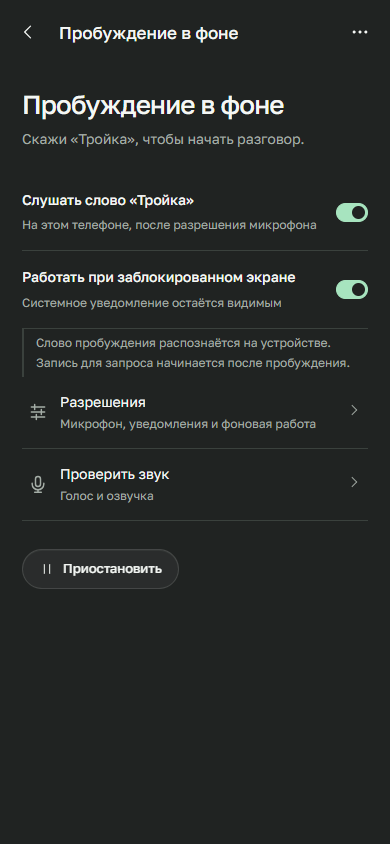 Пробуждение в фоне
Пробуждение в фоне
Скажи «Тройка», чтобы начать разговор.
Слушать слово «Тройка»
На этом телефоне, после разрешения микрофона
Работать при заблокированном экране
Системное уведомление остаётся видимым
Слово пробуждения распознаётся на устройстве.
Запись для запроса начинается после пробуждения.
Разрешения
Микрофон, уведомления и фоновая работа
Проверить звук
Голос и озвучка
Приостановить